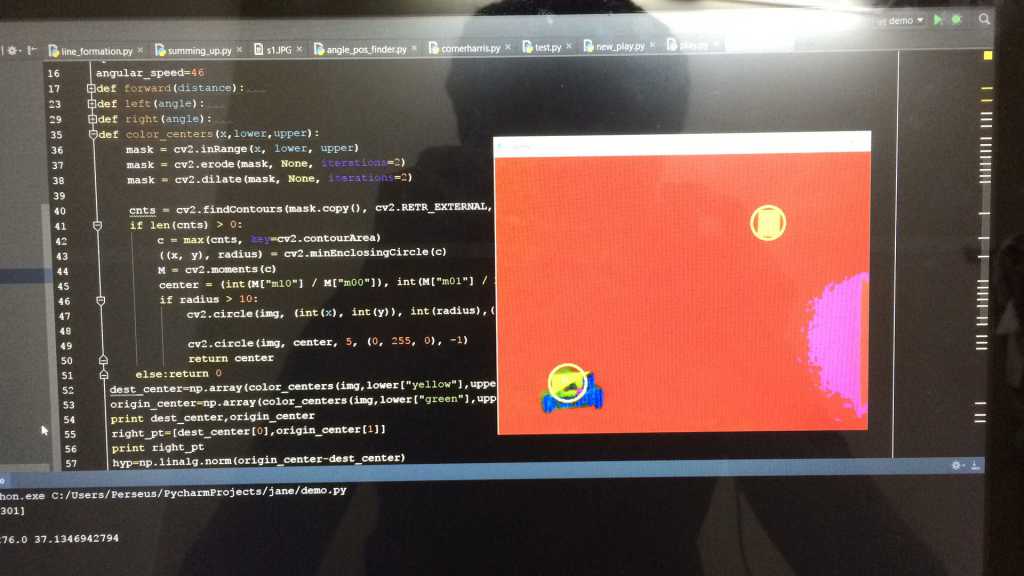 demo
line_formation.py summing_up.py s1.JPG angle_pos_finder.py cornerharris.py test.py new_play.py play.py
16 angular_speed=46
17 def forward(distance):...
23 def left(angle):...
29 def right(angle):...
35 def color_centers(x,lower,upper):
36 mask = cv2.inRange(x, lower, upper)
37 mask = cv2.erode(mask, None, iterations=2)
38 mask = cv2.dilate(mask, None, iterations=2)
39
40 cnts = cv2.findContours(mask.copy(), cv2.RETR_EXTERNAL,
41 if len(cnts) > 0:
42 c = max(cnts, key=cv2.contourArea)
43 ((x, y), radius) = cv2.minEnclosingCircle(c)
44 M = cv2.moments(c)
45 center = (int(M["m10"] / M["m00"]), int(M["m01"] /
46 if radius > 10:
47 cv2.circle(img, (int(x), int(y)), int(radius),(
48
49 cv2.circle(img, center, 5, (0, 255, 0), -1)
50 return center
51 else:return 0
52 dest_center=np.array(color_centers(img,lower["yellow"],uppe
53 origin_center=np.array(color_centers(img,lower["green"],upp
54 print dest_center,origin_center
55 right_pt=[dest_center[0],origin_center[1]]
56 print right_pt
57 hyp=np.linalg.norm(origin_center-dest_center)
hon.exe C:/Users/Perseus/PycharmProjects/jane/demo.py
301]
276.0 37.1346942794